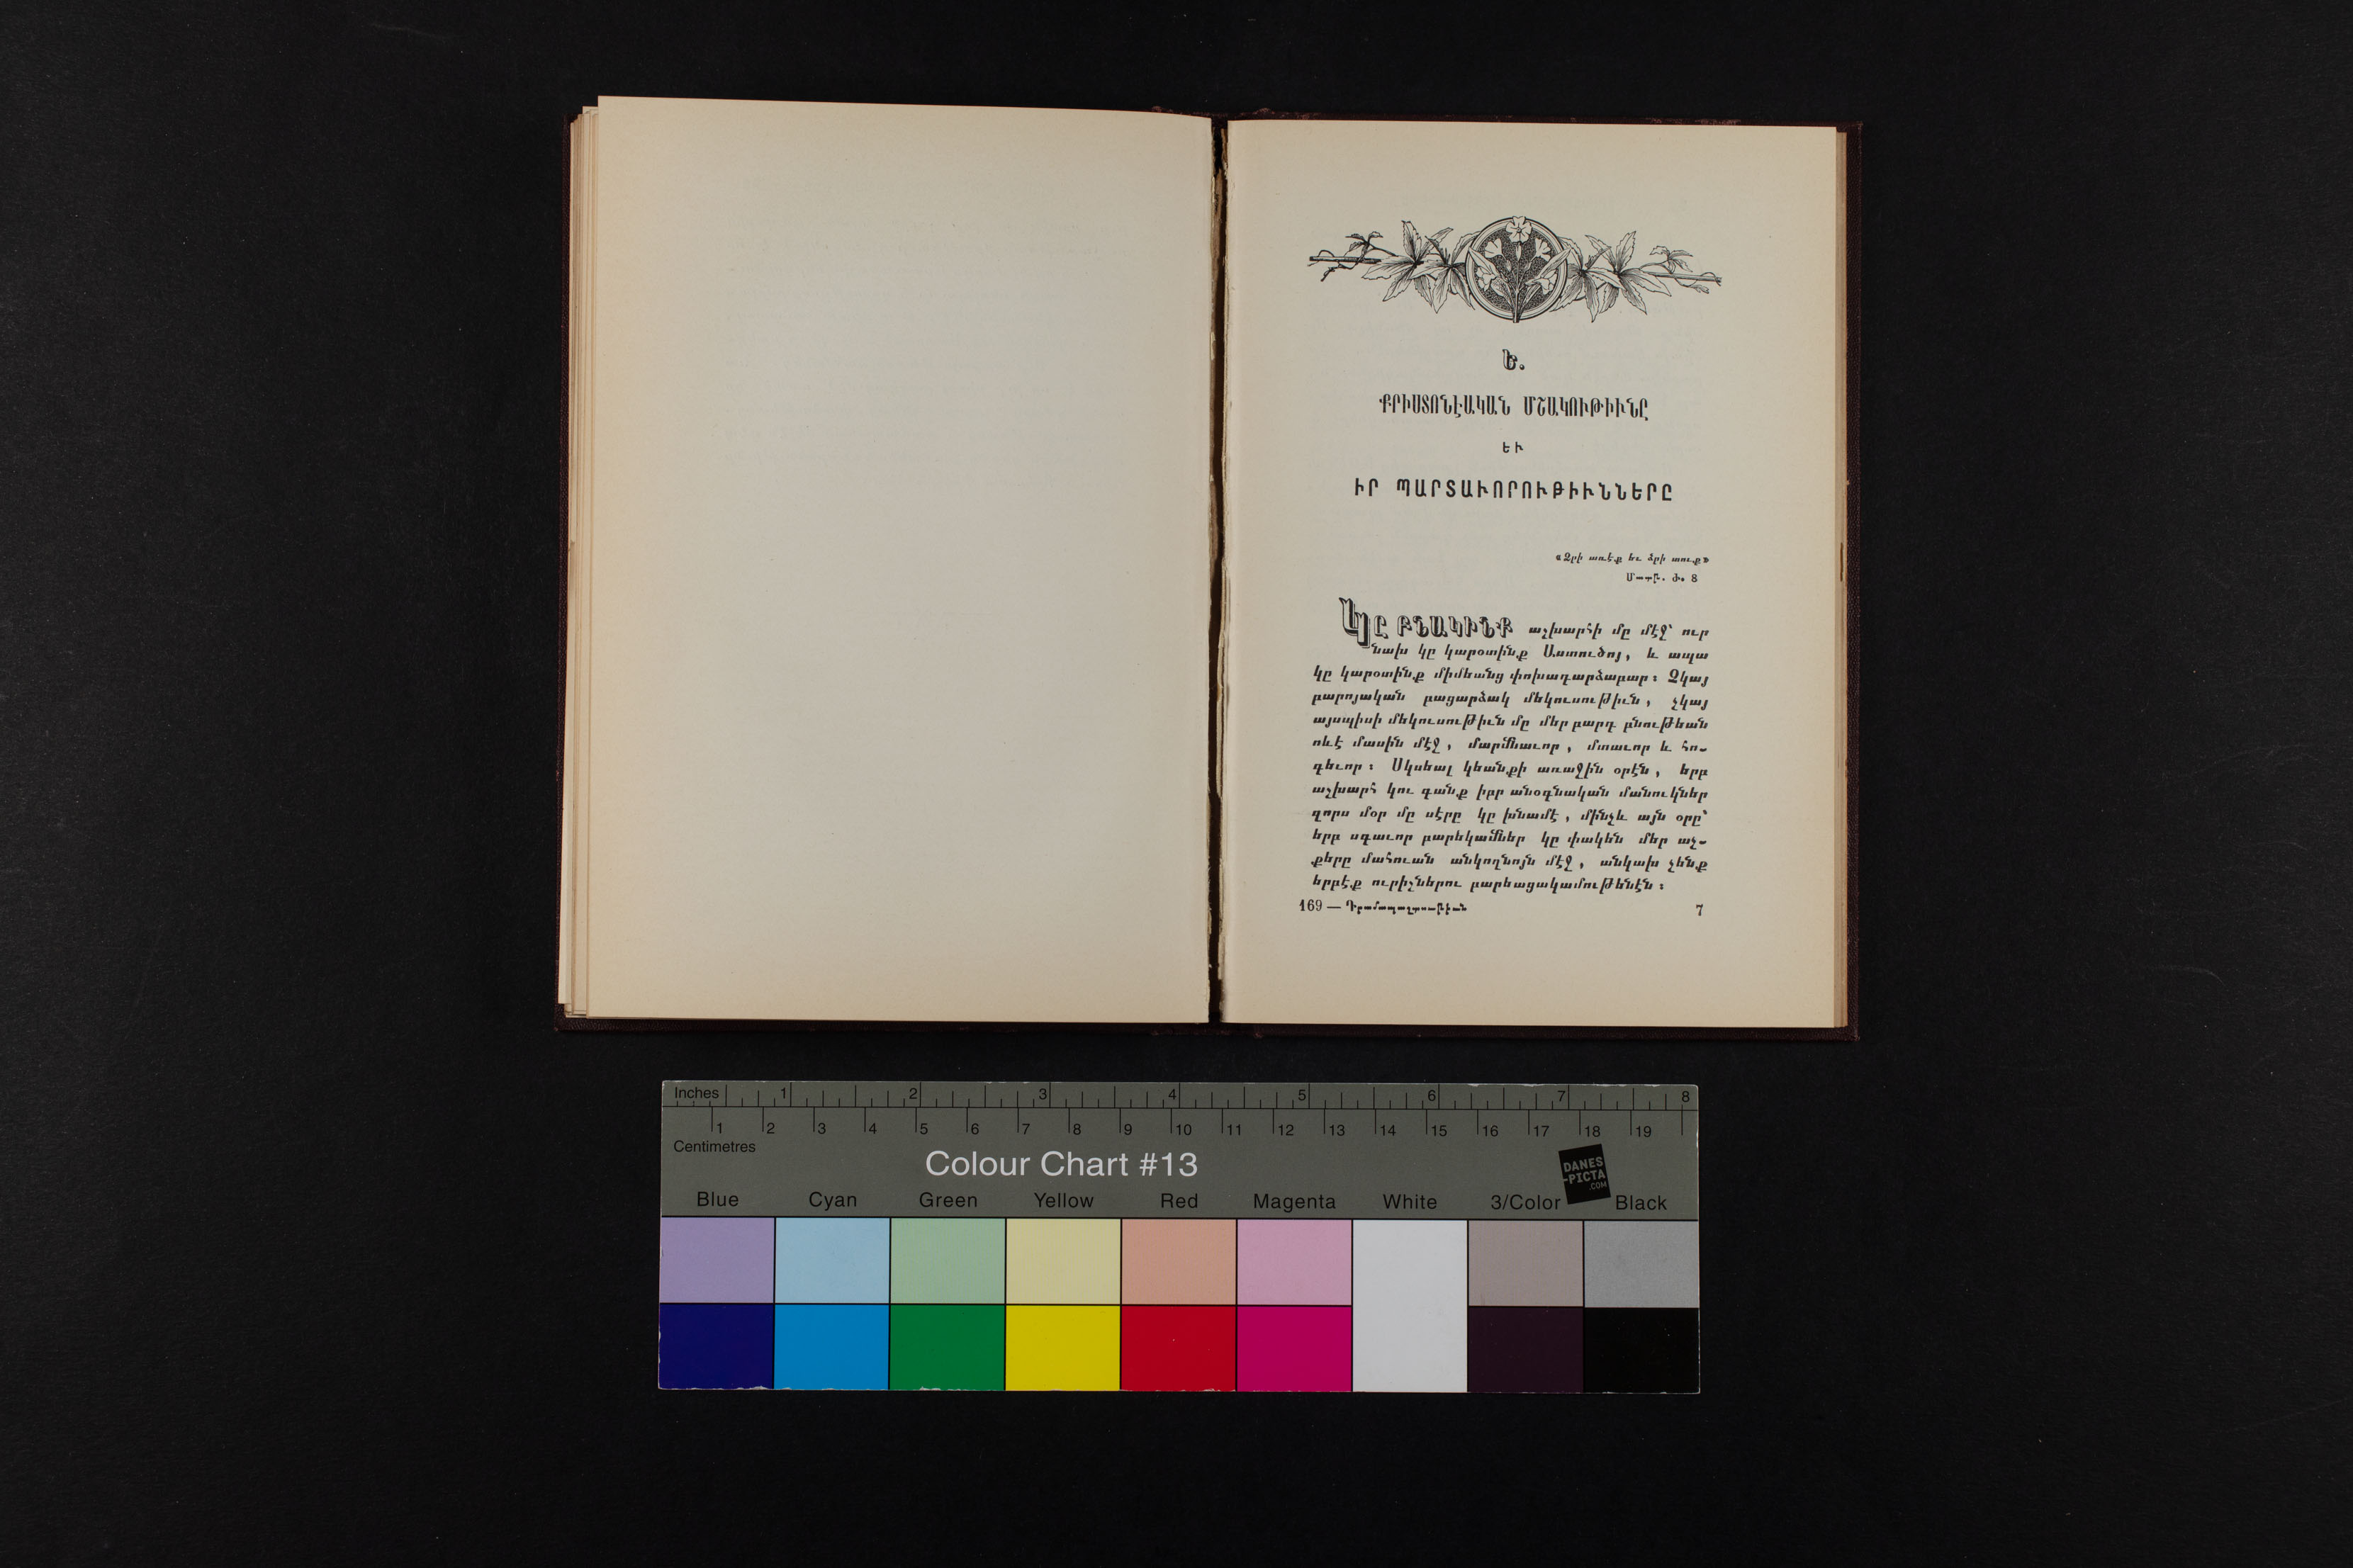 Ե.
ՔՐԻՍՏՈՆԷԱԿԱՆ ՄՇԱԿՈՒԹԻՒՆԸ
ԵՒ
ԻՐ ՊԱՐՏԱՒՈՐՈՒԹԻՒՆՆԵՐԸ
«Ձրի առէք եւ ձրի տուք»
Մատթ. Ժ. 8
ԿԸ ԲՆԱԿԻՆՔ աշխարհի մը մէջ՝ ուր
նախ կը կարօտինք Աստուծոյ, և ապա
կը կարօտինք միմեանց փոխադարձաբար։ Չկայ
բարոյական բացարձակ մեկուսութիւն, չկայ
այսպիսի մեկուսութիւն մը մեր բարդ բնութեան
ոևէ մասին մէջ, մարմնաւոր, մտաւոր և հո-
գեւոր։ Սկսեալ կեանքի առաջին օրէն, երբ
աշխարհ կու գանք իբր անօգնական մանուկներ
զորս մօր մը սէրը կը խնամէ, մինչև այն օրը՝
երբ սգաւոր բարեկամներ կը փակեն մեր աչ-
քերը մահուան անկողնոյն մէջ, անկախ չենք
երբէք ուրիշներու բարեացակամութենէն։
169 — 7
Inches 1 2 3 4 5 6 7 8
1 2 3 4 5 6 7 8 9 10 11 12 13 14 15 16 17 18 19
Centimetres
Colour Chart #13
DANES
-PICTA
.COM
Blue Cyan Green Yellow Red Magenta White 3/Color Black